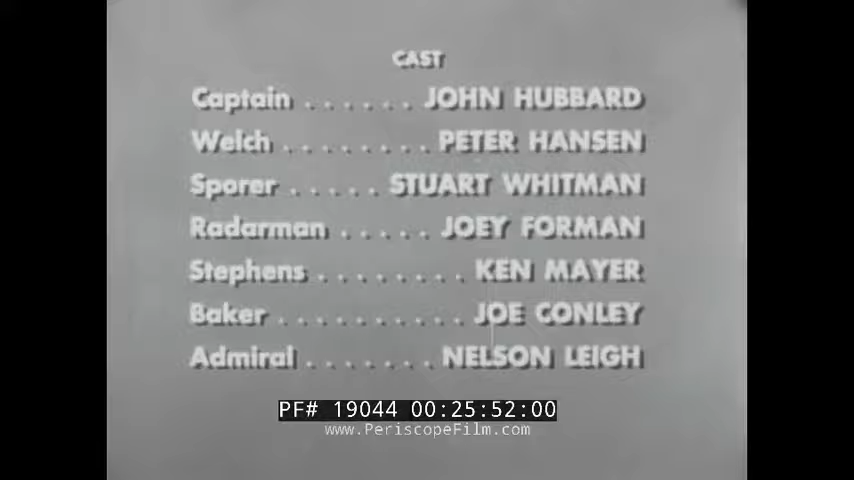 CAST
Captain . . . . . . JOHN HUBBARD
Welch . . . . . . . . PETER HANSEN
Sporer . . . . . STUART WHITMAN
Radarman . . . . . JOEY FORMAN
Stephens . . . . . . . . KEN MAYER
Baker . . . . . . . . . . JOE CONLEY
Admiral . . . . . . . NELSON LEIGH
PF# 19044 00:25:52:00
www.PeriscopeFilm.com